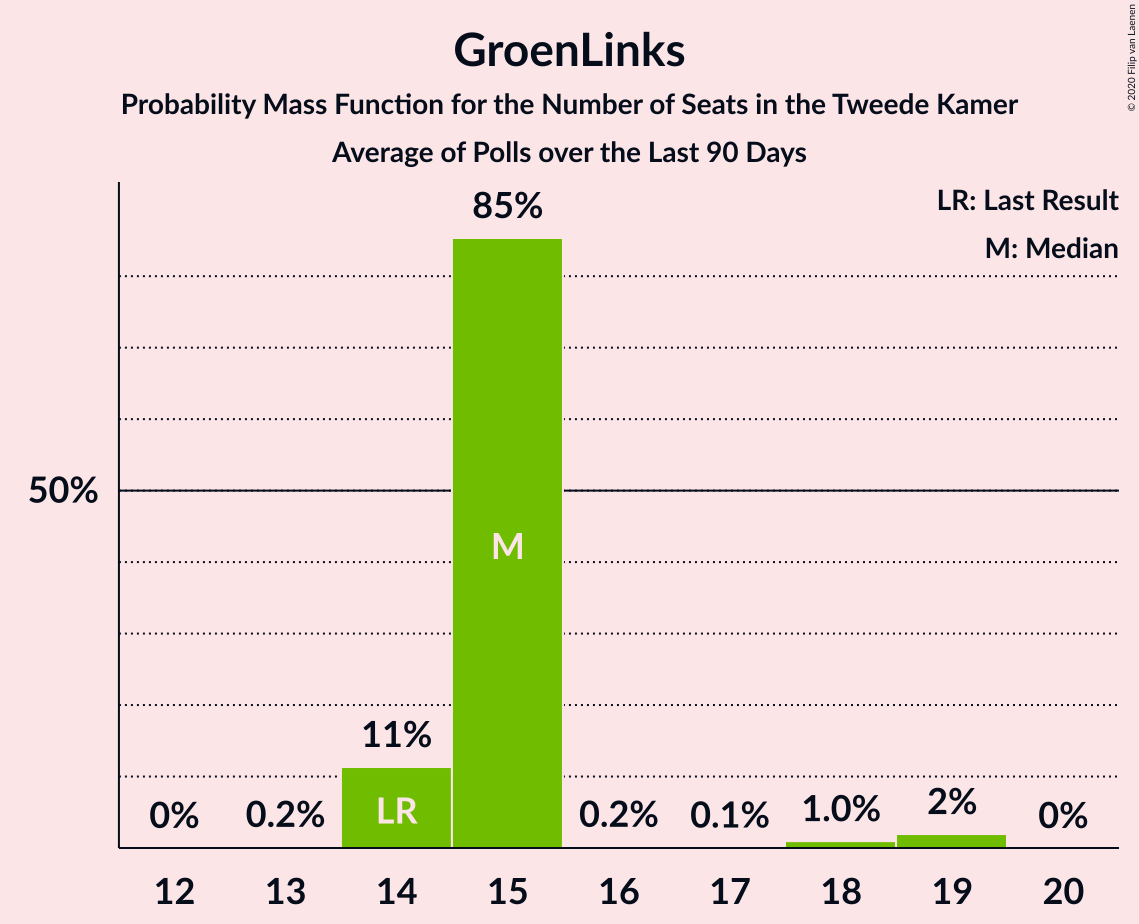 GroenLinks
Probability Mass Function for the Number of Seats in the Tweede Kamer
Average of Polls over the Last 90 Days
© 2020 Filip van Laenen
LR: Last Result
M: Median
85%
50%
M
11%
LR
0%
0.2%
0.2%
0.1%
1.0%
2%
0%
12 13 14 15 16 17 18 19 20